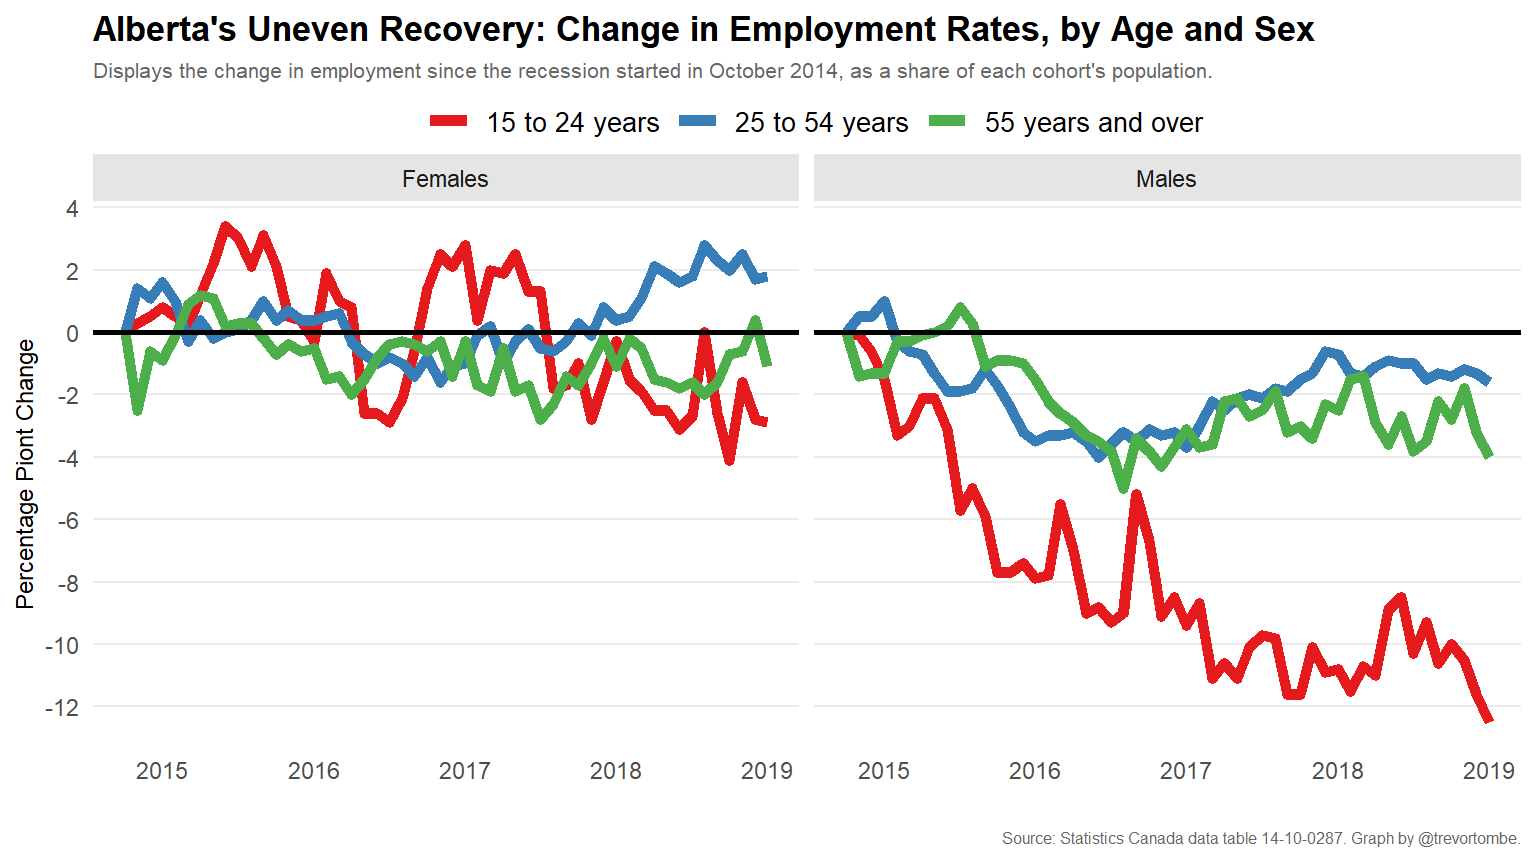 Alberta's Uneven Recovery: Change in Employment Rates, by Age and Sex
Displays the change in employment since the recession started in October 2014, as a share of each cohort's population.
15 to 24 years 25 to 54 years 55 years and over
Females Males
Percentage Piont Change
4
2
0
-2
-4
-6
-8
-10
-12
2015 2016 2017 2018 2019 2015 2016 2017 2018 2019
Source: Statistics Canada data table 14-10-0287. Graph by @trevortombe.